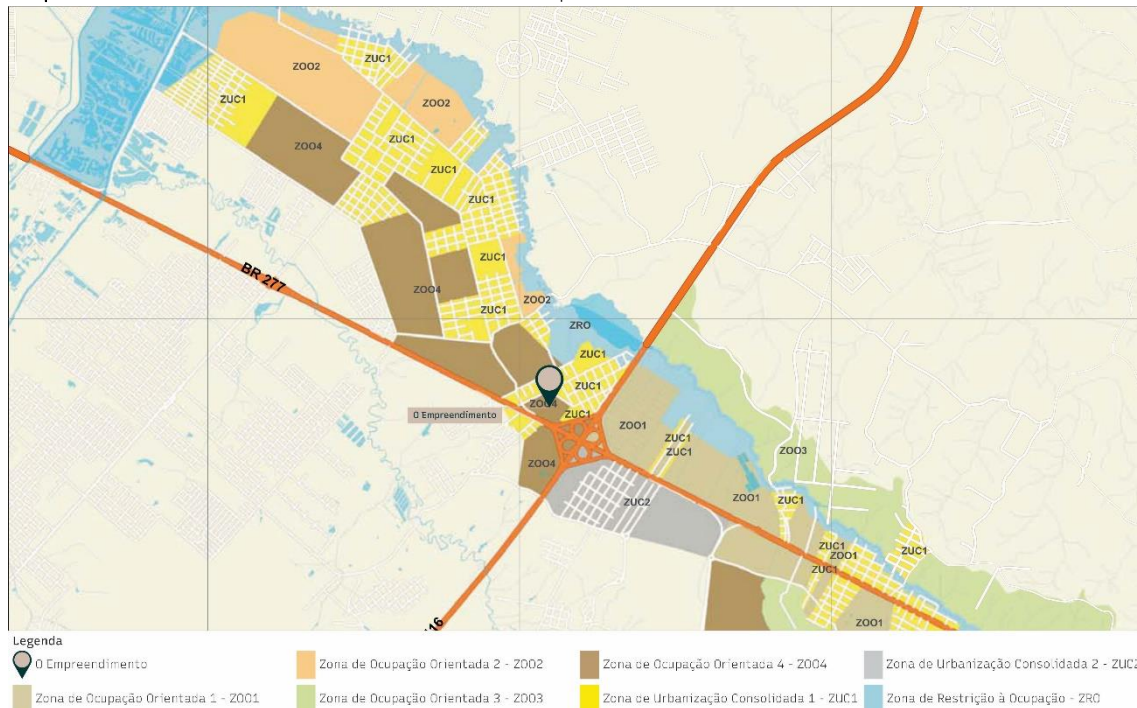 ZOO2
ZUC1
ZUC1
ZOO2
ZUC1
ZOO4
ZUC1
ZUC1
BR 277
ZUC1
ZOO4
ZUC1
ZOO2
ZRO
ZUC1
ZUC1
ZOO4
O Empreendimento
ZUC1
ZOO1
ZUC1
ZUC1
ZOO4
ZOO3
ZOO1
ZUC1
ZUC2
ZUC1
ZOO1
ZUC1
ZUC1
ZOO1
Legenda
O Empreendimento
Zona de Ocupação Orientada 2 - ZOO2
Zona de Ocupação Orientada 4 - ZOO4
Zona de Urbanização Consolidada 2 - ZUC2
Zona de Ocupação Orientada 1 - ZOO1
Zona de Ocupação Orientada 3 - ZOO3
Zona de Urbanização Consolidada 1 - ZUC1
Zona de Restrição à Ocupação - ZRO